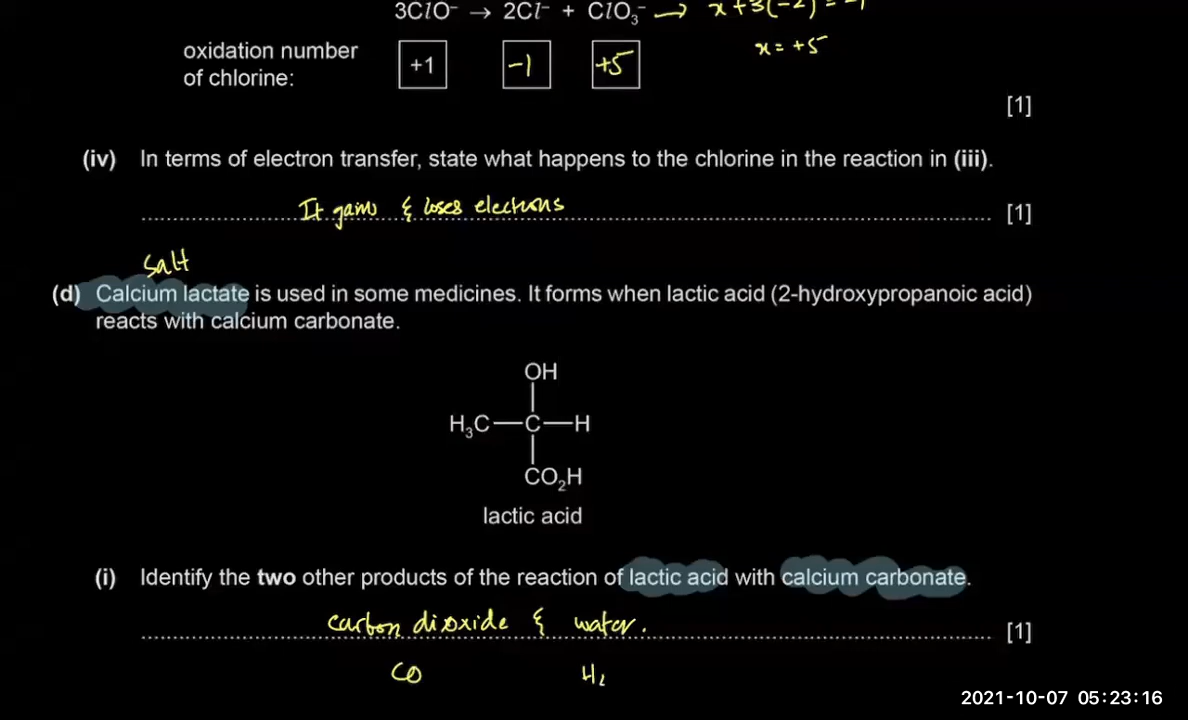 3ClO⁻ → 2Cl⁻ + ClO₃⁻ → x+3(-2)=-1
x=+5
oxidation number
of chlorine:
+1 -1 +5
[1]
(iv) In terms of electron transfer, state what happens to the chlorine in the reaction in (iii).
It gains & loses electrons [1]
salt
(d) Calcium lactate is used in some medicines. It forms when lactic acid (2-hydroxypropanoic acid)
reacts with calcium carbonate.
OH
H₃C—C—H
CO₂H
lactic acid
(i) Identify the two other products of the reaction of lactic acid with calcium carbonate.
carbon dioxide & water. [1]
CO H₂
2021-10-07 05:23:16